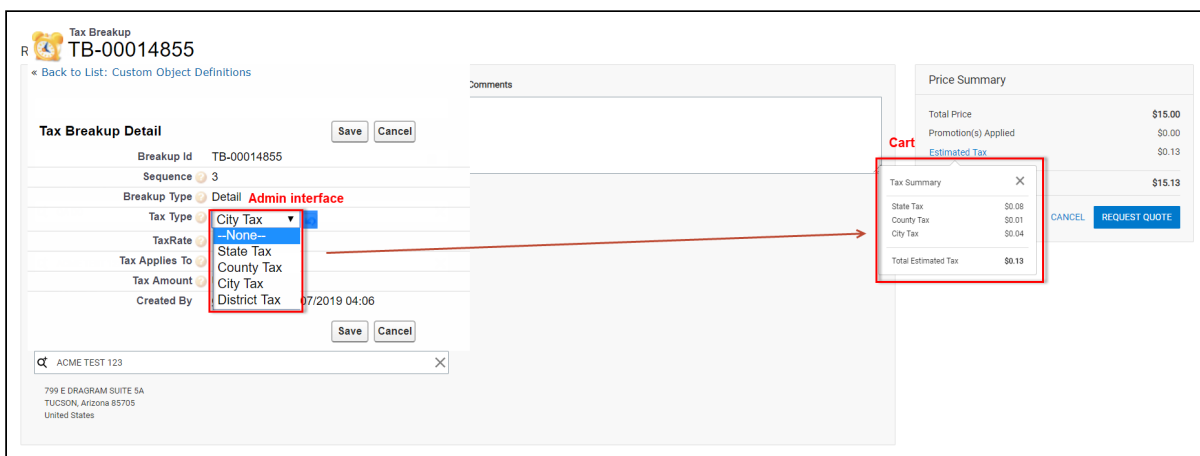 Tax Breakup
R TB-00014855
« Back to List: Custom Object Definitions
Comments
Tax Breakup Detail Save Cancel
Breakup Id TB-00014855
Sequence 3
Breakup Type Detail Admin interface
Tax Type City Tax
--None--
TaxRate
State Tax
Tax Applies To
County Tax
Tax Amount
City Tax
Created By District Tax 07/2019 04:06
Save Cancel
ACME TEST 123
799 E DRAGRAM SUITE 5A
TUCSON, Arizona 85705
United States
Price Summary
Total Price $15.00
Promotion(s) Applied $0.00
Cart
Estimated Tax $0.13
$15.13
CANCEL REQUEST QUOTE
Tax Summary
State Tax $0.08
County Tax $0.01
City Tax $0.04
Total Estimated Tax $0.13